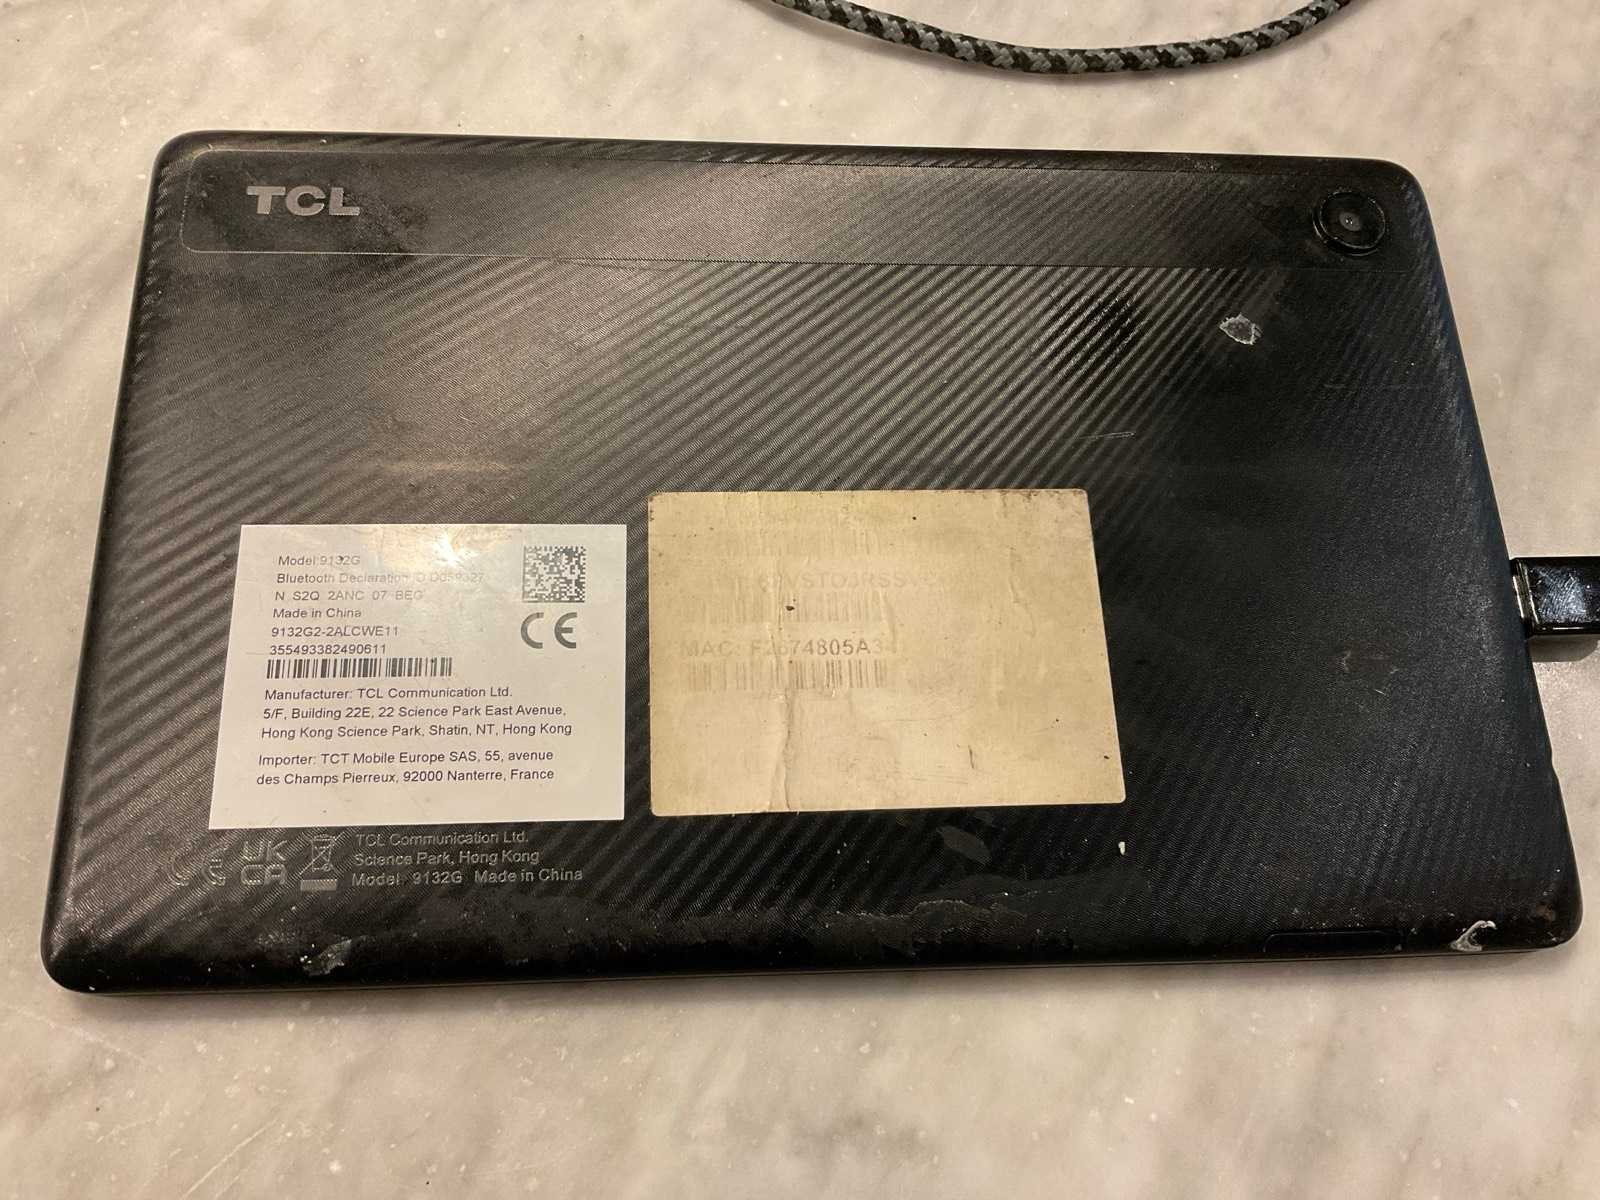 TCL
Model:9132G
Bluetooth Declaration ID D059327
N S2Q 2ANC 07 BEG
Made in China
9132G2-2ALCWE11
355493382490611
CE
Manufacturer: TCL Communication Ltd.
5/F, Building 22E, 22 Science Park East Avenue,
Hong Kong Science Park, Shatin, NT, Hong Kong
Importer: TCT Mobile Europe SAS, 55, avenue
des Champs Pierreux, 92000 Nanterre, France
MAC:
CE UK CA
TCL Communication Ltd.
Science Park, Hong Kong
Model: 9132G Made in China